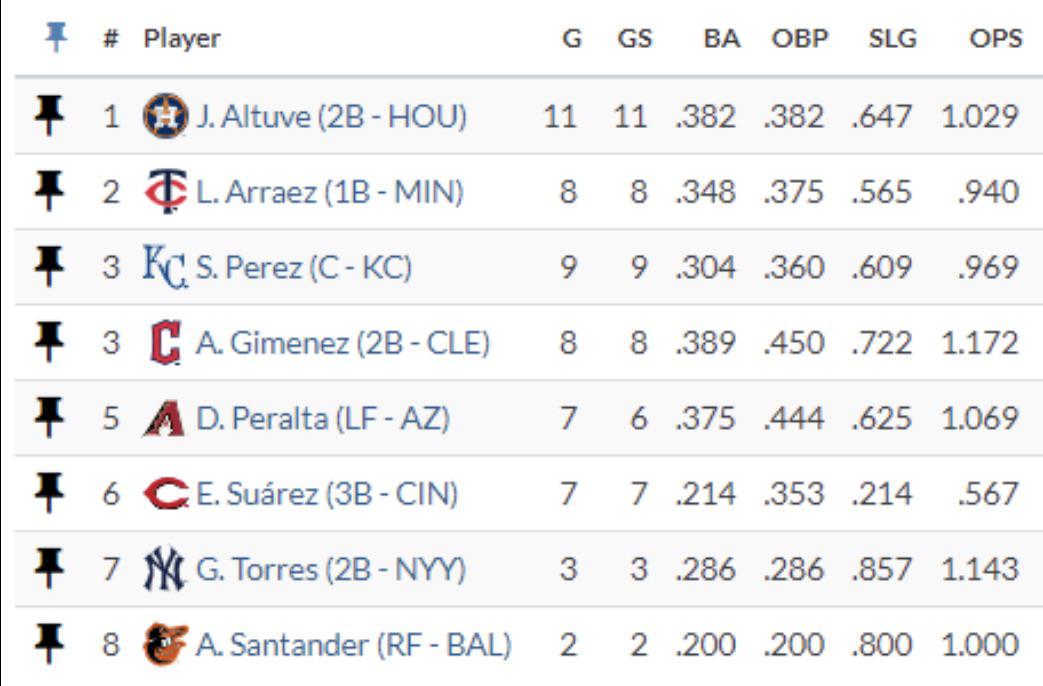 # Player G GS BA OBP SLG OPS
1 J. Altuve (2B - HOU) 11 11 .382 .382 .647 1.029
2 L. Arraez (1B - MIN) 8 8 .348 .375 .565 .940
3 KC S. Perez (C - KC) 9 9 .304 .360 .609 .969
3 C A. Gimenez (2B - CLE) 8 8 .389 .450 .722 1.172
5 D. Peralta (LF - AZ) 7 6 .375 .444 .625 1.069
6 C E. Suárez (3B - CIN) 7 7 .214 .353 .214 .567
7 NY G. Torres (2B - NYY) 3 3 .286 .286 .857 1.143
8 A. Santander (RF - BAL) 2 2 .200 .200 .800 1.000